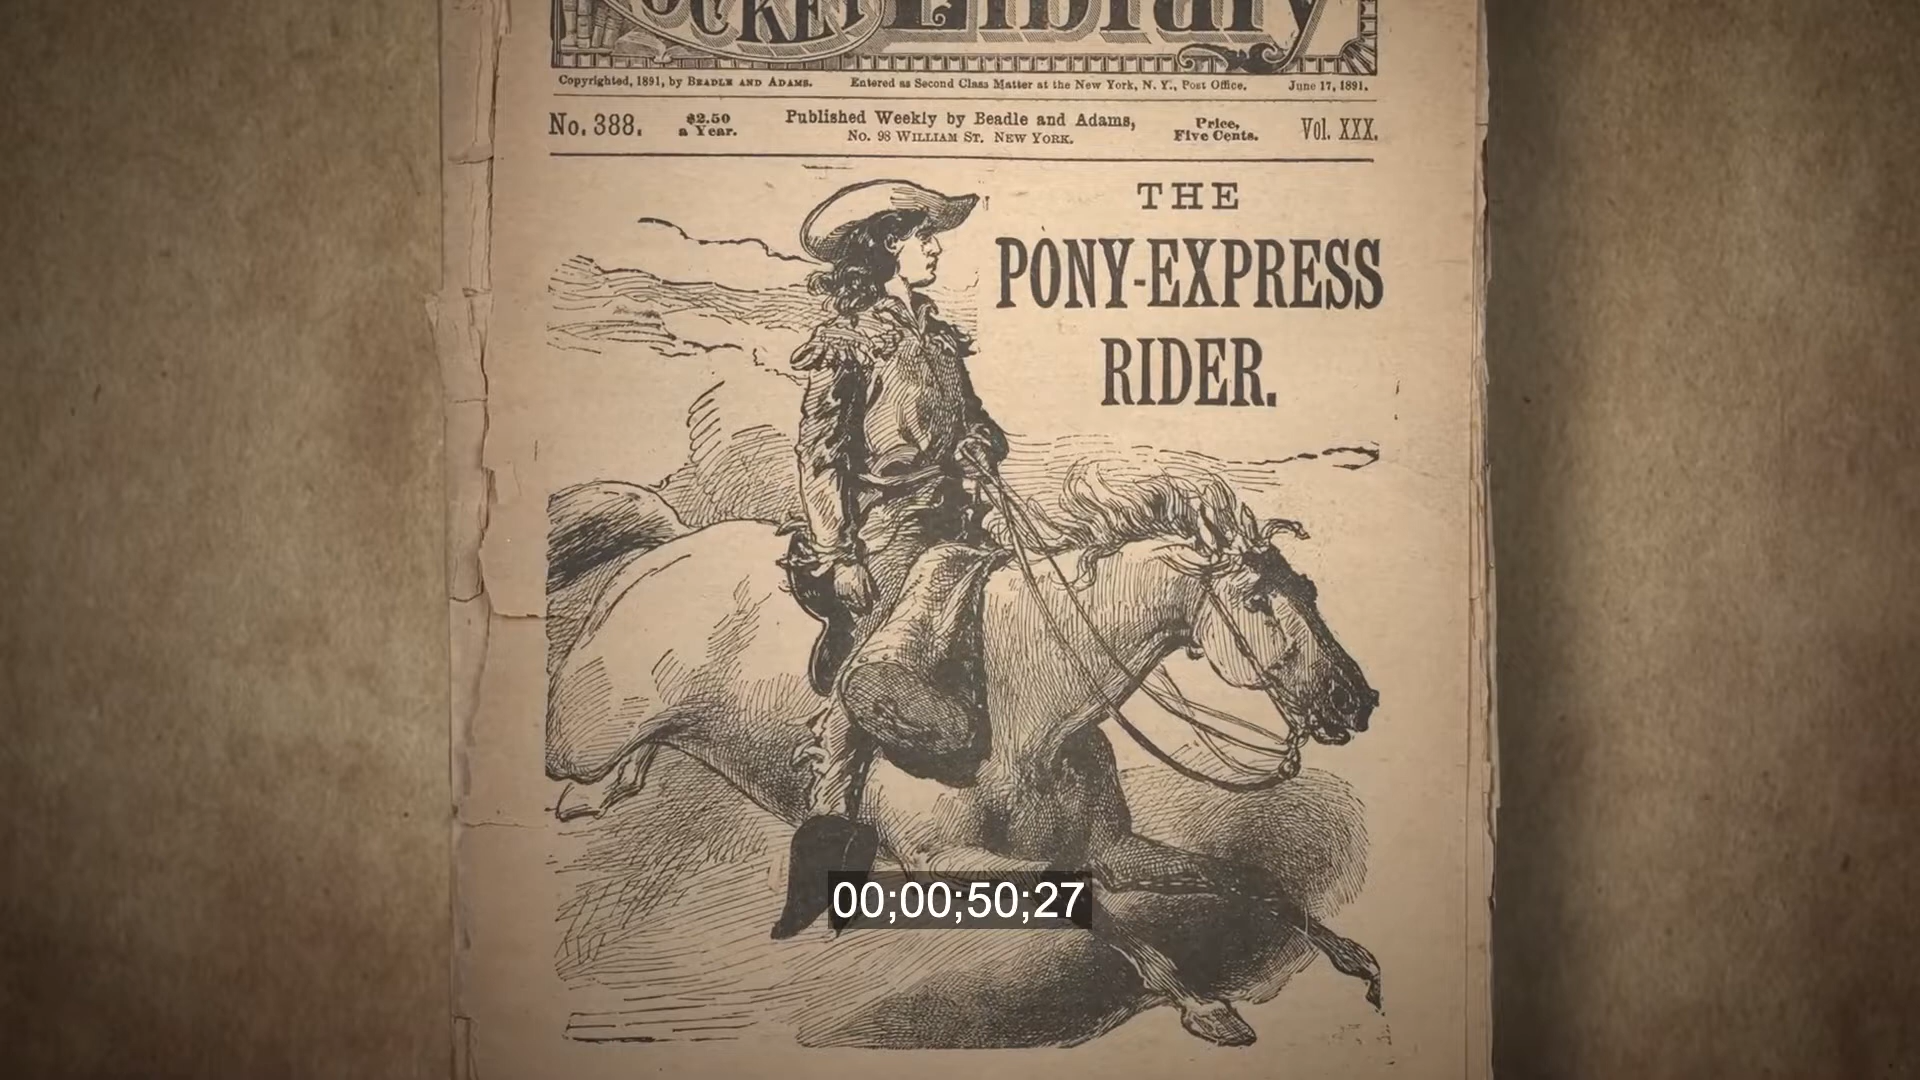 POCKET Library
Copyrighted, 1891, by BEADLE AND ADAMS. Entered as Second Class Matter at the New York, N. Y., Post Office. June 17, 1891.
No. 388. $2.50 a Year. Published Weekly by Beadle and Adams, No. 98 WILLIAM ST. NEW YORK. Price, Five Cents. Vol. XXX.
THE
PONY-EXPRESS
RIDER.
00;00;50;27